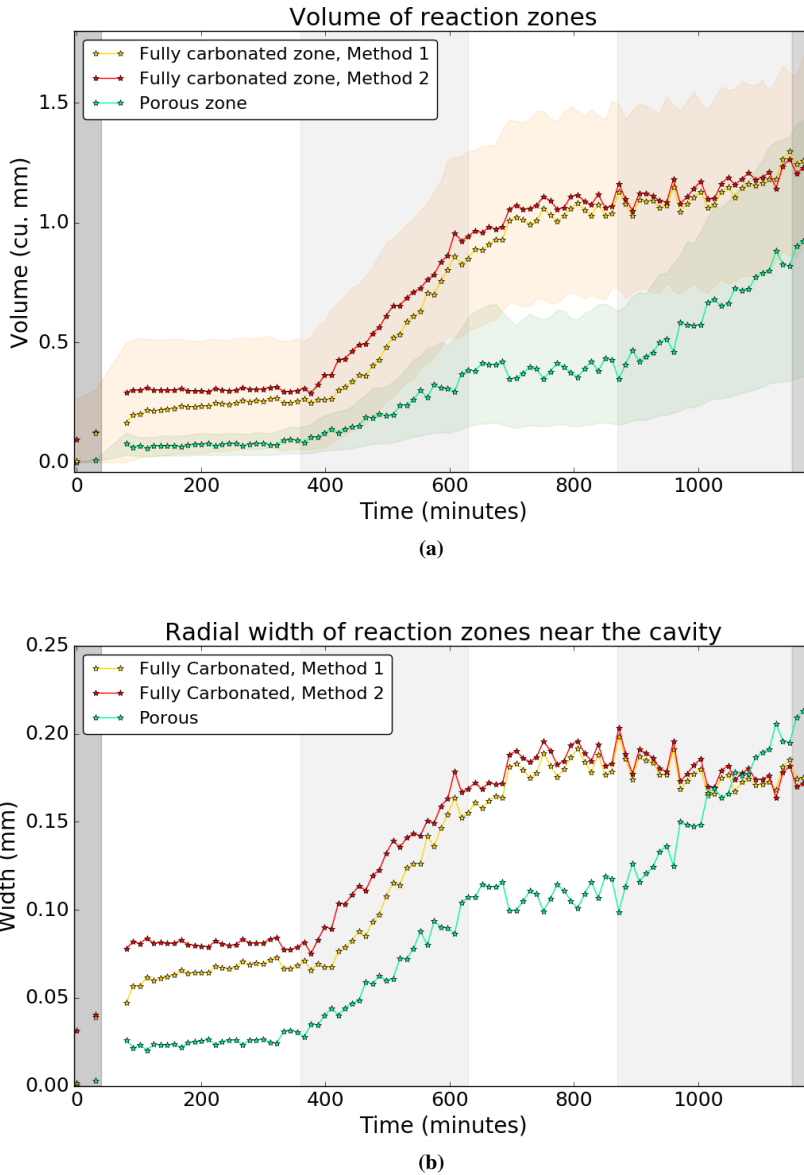 Volume of reaction zones
Fully carbonated zone, Method 1
Fully carbonated zone, Method 2
Porous zone
Volume (cu. mm)
1.5
1.0
0.5
0.0
0 200 400 600 800 1000
Time (minutes)
(a)
Radial width of reaction zones near the cavity
Fully Carbonated, Method 1
Fully Carbonated, Method 2
Porous
Width (mm)
0.25
0.20
0.15
0.10
0.05
0.00
0 200 400 600 800 1000
Time (minutes)
(b)